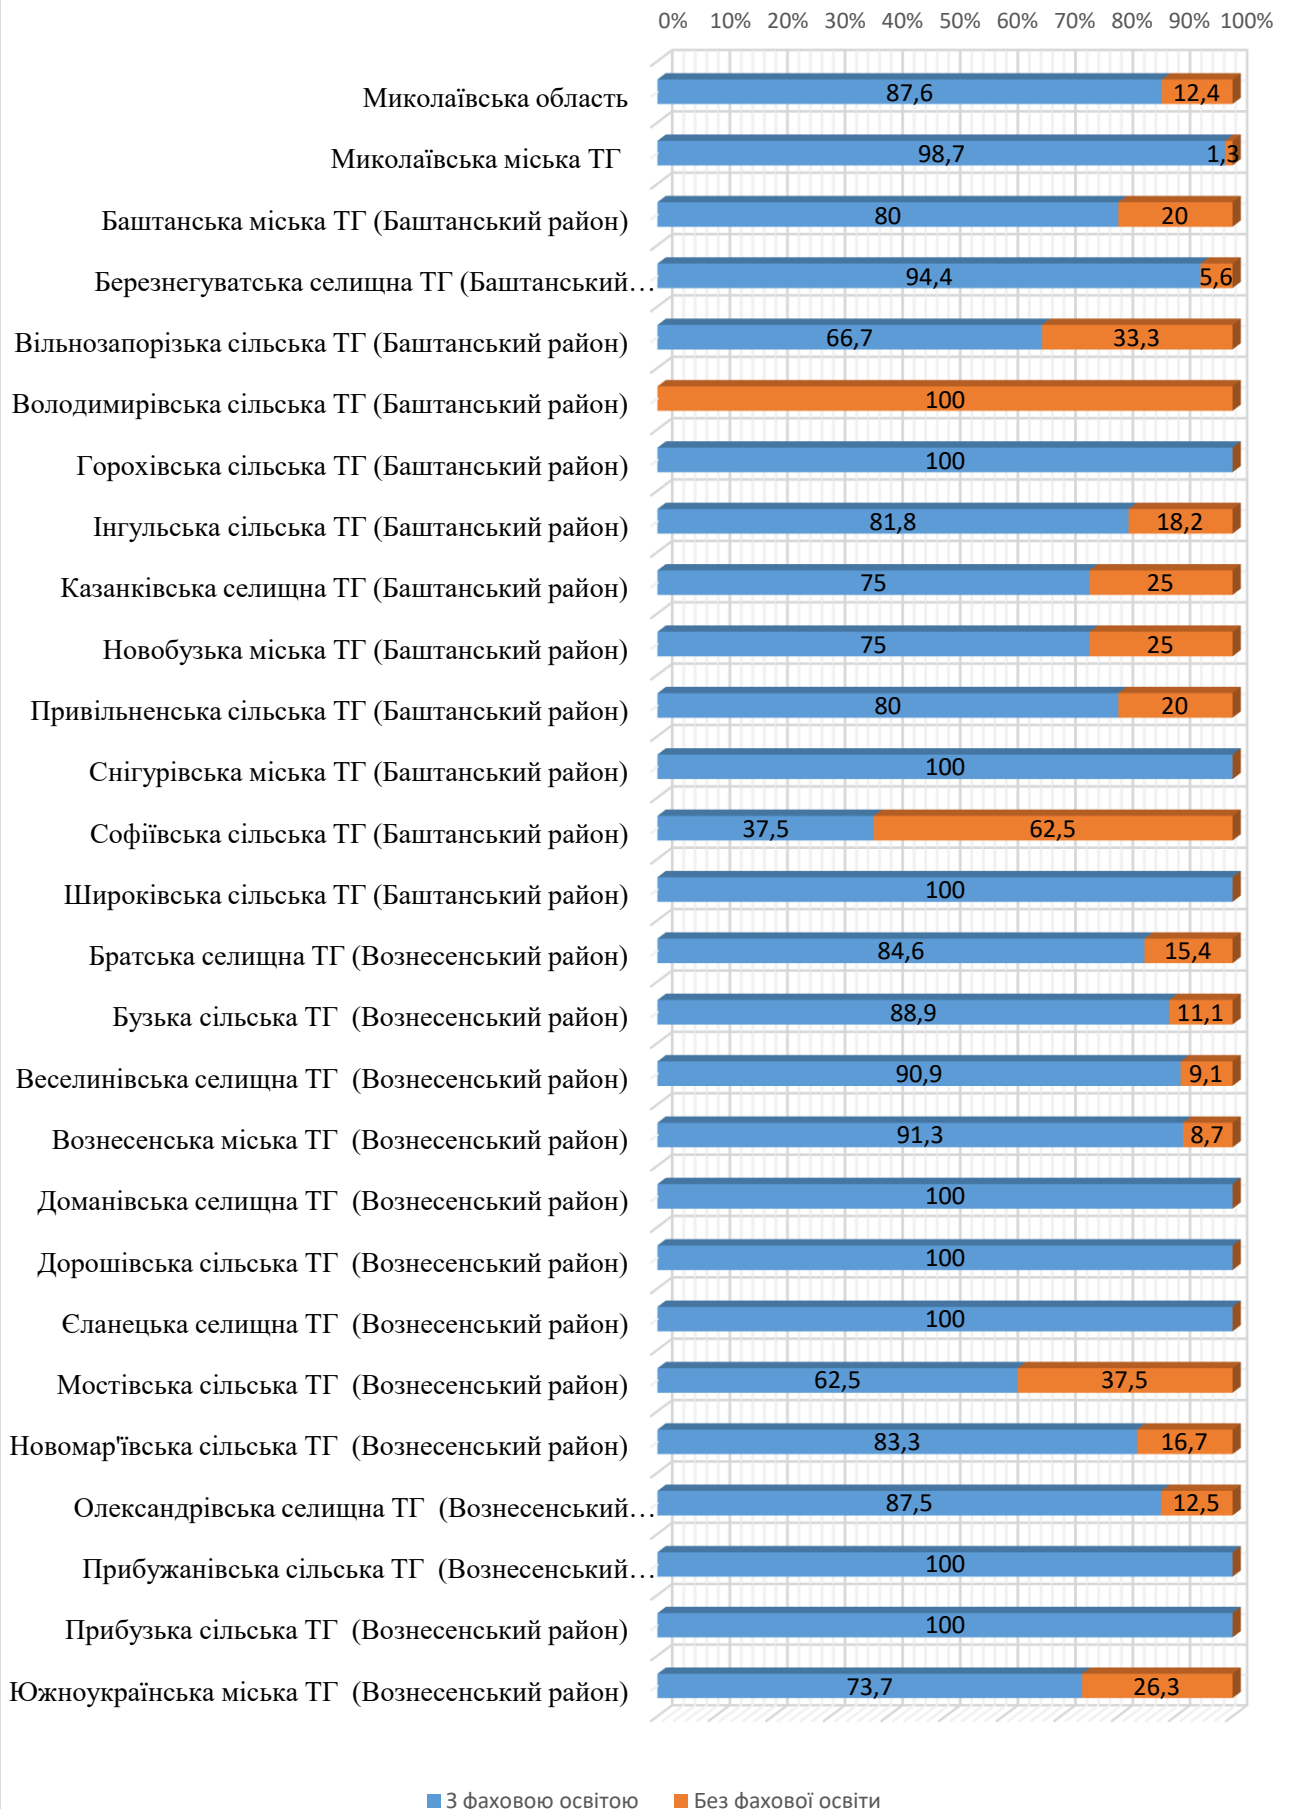 0% 10% 20% 30% 40% 50% 60% 70% 80% 90% 100%
Миколаївська область 87,6 12,4
Миколаївська міська ТГ 98,7 1,3
Баштанська міська ТГ (Баштанський район) 80 20
Березнегуватська селищна ТГ (Баштанський… 94,4 5,6
Вільнозапорізька сільська ТГ (Баштанський район) 66,7 33,3
Володимирівська сільська ТГ (Баштанський район) 100
Горохівська сільська ТГ (Баштанський район) 100
Інгульська сільська ТГ (Баштанський район) 81,8 18,2
Казанківська селищна ТГ (Баштанський район) 75 25
Новобузька міська ТГ (Баштанський район) 75 25
Привільненська сільська ТГ (Баштанський район) 80 20
Снігурівська міська ТГ (Баштанський район) 100
Софіївська сільська ТГ (Баштанський район) 37,5 62,5
Широківська сільська ТГ (Баштанський район) 100
Братська селищна ТГ (Вознесенський район) 84,6 15,4
Бузька сільська ТГ (Вознесенський район) 88,9 11,1
Веселинівська селищна ТГ (Вознесенський район) 90,9 9,1
Вознесенська міська ТГ (Вознесенський район) 91,3 8,7
Доманівська селищна ТГ (Вознесенський район) 100
Дорошівська сільська ТГ (Вознесенський район) 100
Єланецька селищна ТГ (Вознесенський район) 100
Мостівська сільська ТГ (Вознесенський район) 62,5 37,5
Новомар'ївська сільська ТГ (Вознесенський район) 83,3 16,7
Олександрівська селищна ТГ (Вознесенський… 87,5 12,5
Прибужанівська сільська ТГ (Вознесенський… 100
Прибузька сільська ТГ (Вознесенський район) 100
Южноукраїнська міська ТГ (Вознесенський район) 73,7 26,3
З фаховою освітою Без фахової освіти